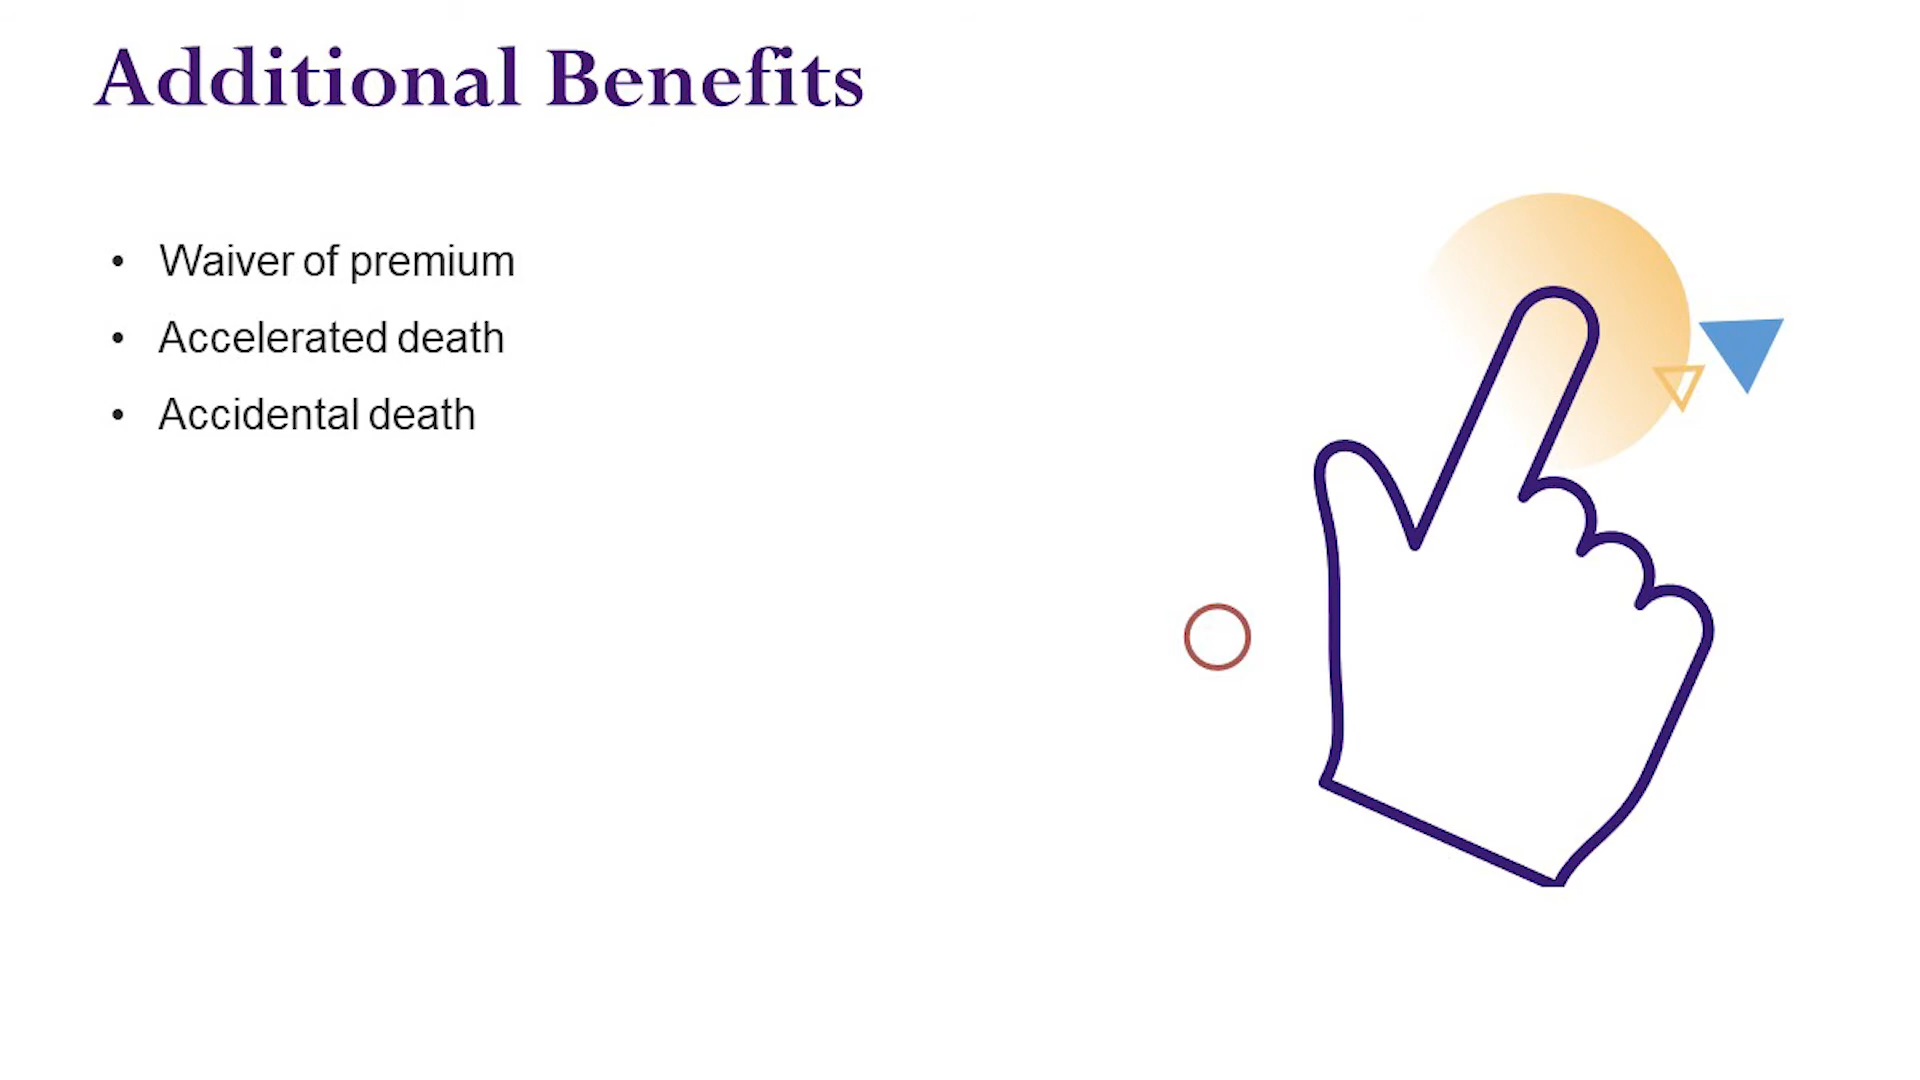 Additional Benefits
• Waiver of premium
• Accelerated death
• Accidental death